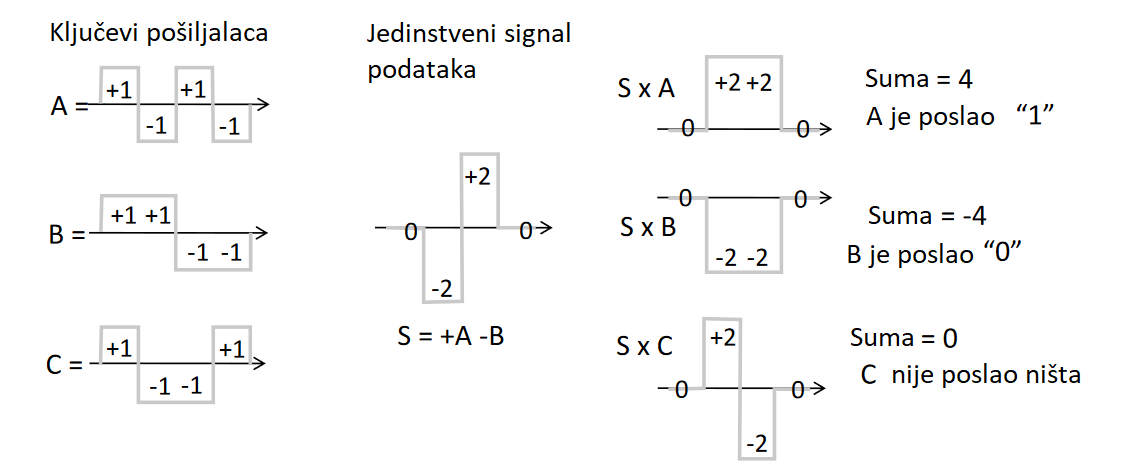 Ključevi pošiljalaca
A =
+1
-1
+1
-1
B =
+1 +1
-1 -1
C =
+1
-1 -1
+1
Jedinstveni signal
podataka
0
-2
+2
0
S = +A -B
S x A
0
+2 +2
0
Suma = 4
A je poslao “1”
S x B
0
-2 -2
0
Suma = -4
B je poslao “0”
S x C
0
+2
-2
0
Suma = 0
C nije poslao ništa